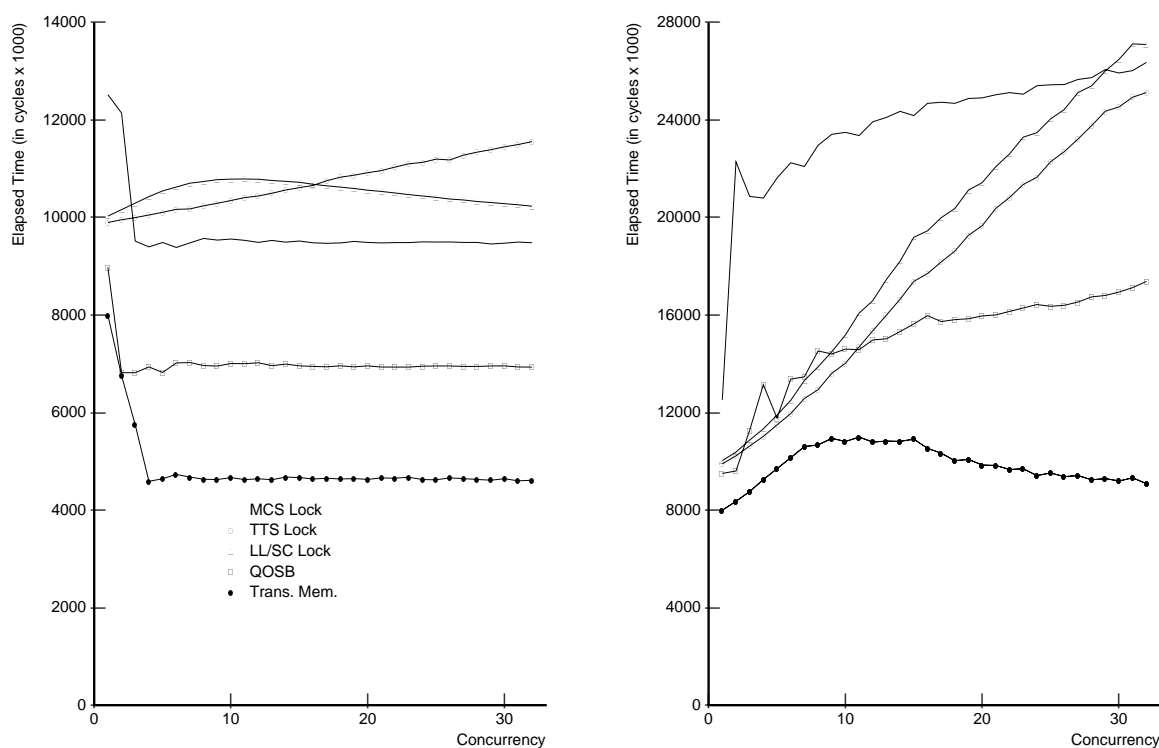 Elapsed Time (in cycles x 1000)
14000
12000
10000
8000
6000
4000
2000
0
0
10
20
30
Concurrency
MCS Lock
TTS Lock
LL/SC Lock
QOSB
Trans. Mem.
Elapsed Time (in cycles x 1000)
28000
24000
20000
16000
12000
8000
4000
0
0
10
20
30
Concurrency